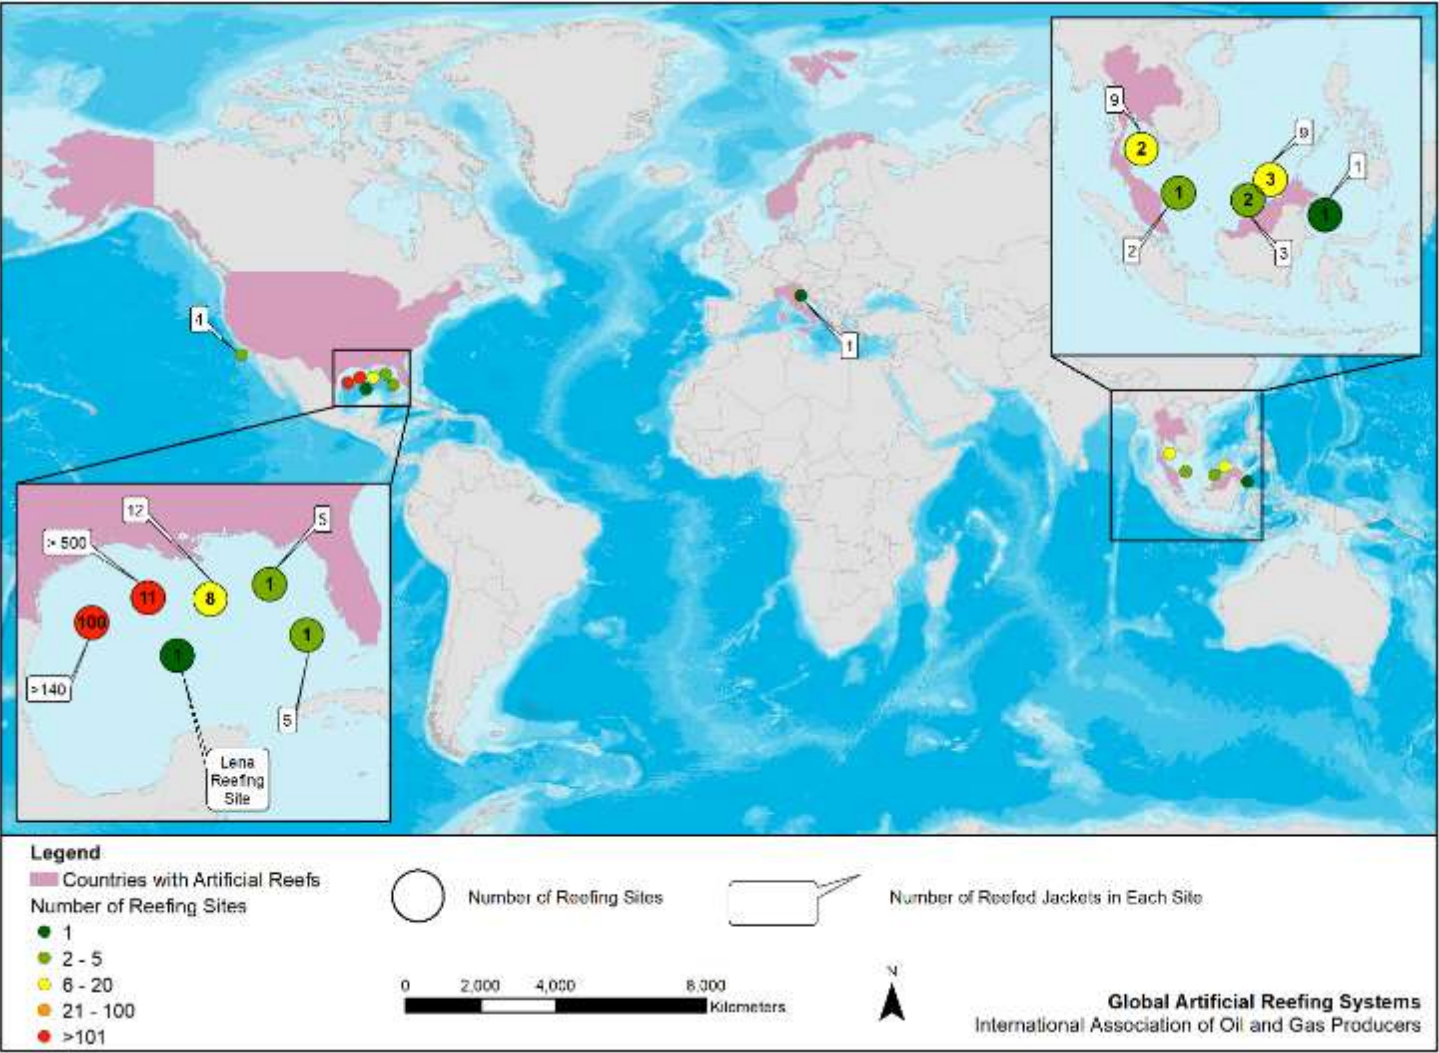 9
2
9
3
1
1
2
1
2
3
4
1
12
5
> 500
11
8
1
100
1
1
>140
5
Lena
Reefing
Site
Legend
Countries with Artificial Reefs
Number of Reefing Sites
1
2 - 5
6 - 20
21 - 100
>101
Number of Reefing Sites
Number of Reefed Jackets in Each Site
0 2,000 4,000 8,000
Kilometers
N
Global Artificial Reefing Systems
International Association of Oil and Gas Producers